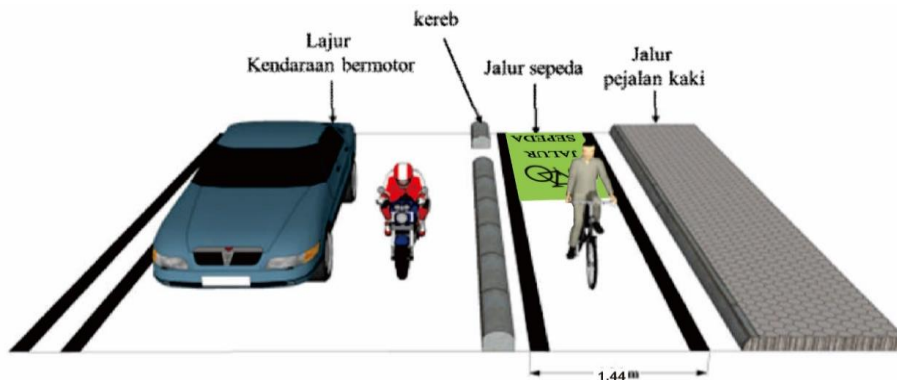 kereb
Lajur
Kendaraan bermotor
Jalur sepeda
Jalur
pejalan kaki
SEPEDA
JALUR
1.44 m